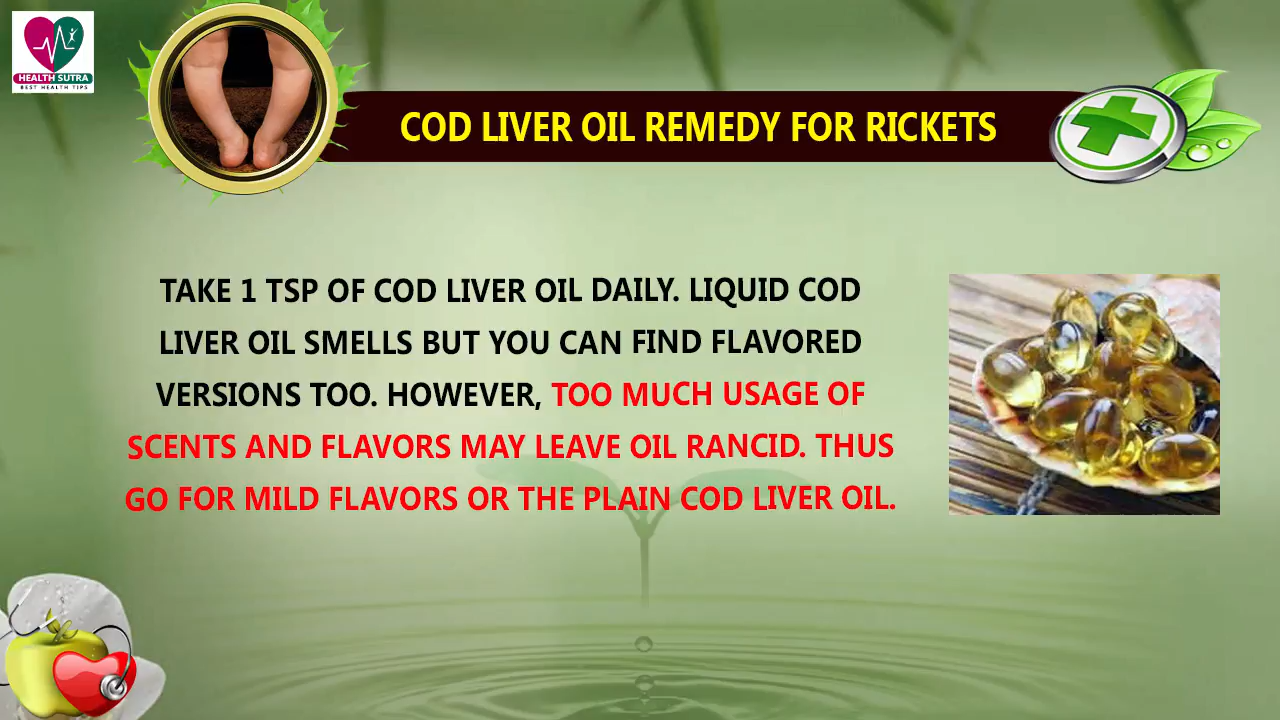 HEALTH SUTRA
BEST HEALTH TIPS
COD LIVER OIL REMEDY FOR RICKETS
TAKE 1 TSP OF COD LIVER OIL DAILY. LIQUID COD
LIVER OIL SMELLS BUT YOU CAN FIND FLAVORED
VERSIONS TOO. HOWEVER, TOO MUCH USAGE OF
SCENTS AND FLAVORS MAY LEAVE OIL RANCID. THUS
GO FOR MILD FLAVORS OR THE PLAIN COD LIVER OIL.